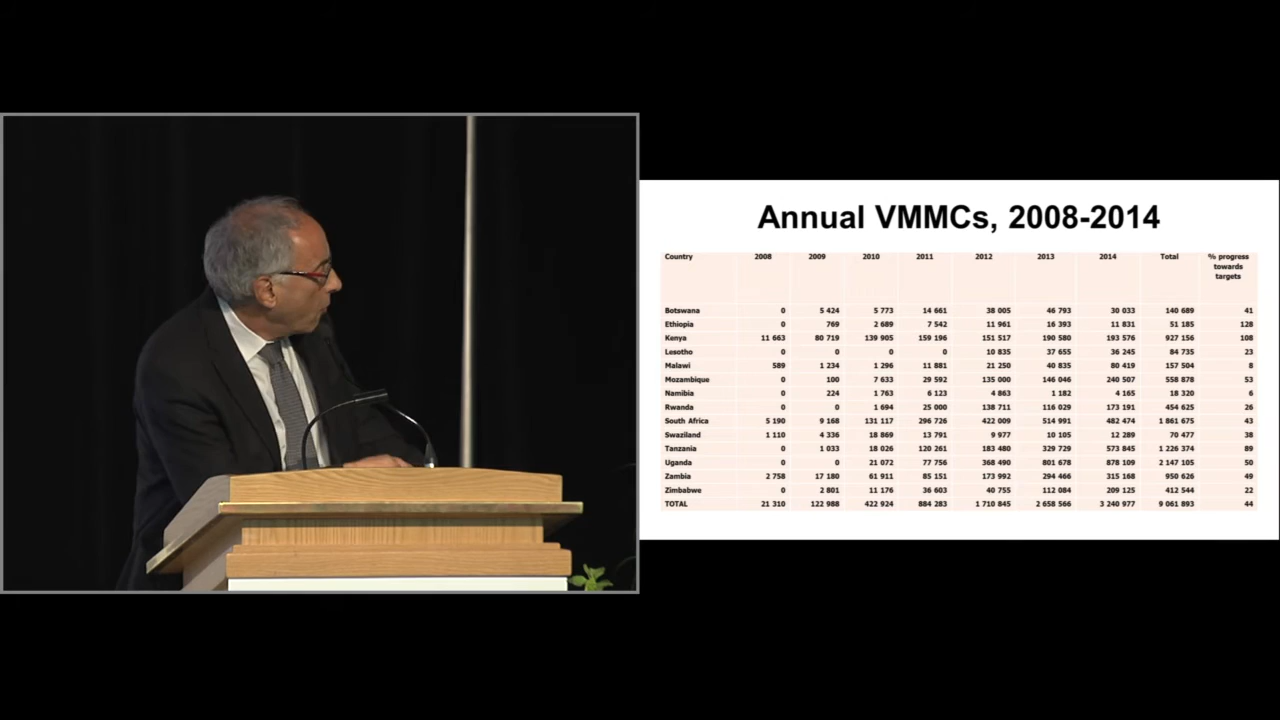 Annual VMMCs, 2008-2014
Country 2008 2009 2010 2011 2012 2013 2014 Total % progress
towards
targets
Botswana 0 5 424 5 773 14 661 38 005 46 793 30 033 140 689 41
Ethiopia 0 769 2 689 7 542 11 961 16 393 11 831 51 185 128
Kenya 11 663 80 719 139 905 159 196 151 517 190 580 193 576 927 156 108
Lesotho 0 0 0 0 10 835 37 655 36 245 84 735 23
Malawi 589 1 234 1 296 11 881 21 250 40 835 80 419 157 504 8
Mozambique 0 100 7 633 29 592 135 000 146 046 240 507 558 878 53
Namibia 0 224 1 763 6 123 4 863 1 182 4 165 18 320 6
Rwanda 0 0 1 694 25 000 138 711 116 029 173 191 454 625 26
South Africa 5 190 9 168 131 117 296 726 422 009 514 991 482 474 1 861 675 43
Swaziland 1 110 4 336 18 869 13 791 9 977 10 105 12 289 70 477 38
Tanzania 0 1 033 18 026 120 261 183 480 329 729 573 845 1 226 374 89
Uganda 0 0 21 072 77 756 368 490 801 678 878 109 2 147 105 50
Zambia 2 758 17 180 61 911 85 151 173 992 294 466 315 168 950 626 49
Zimbabwe 0 2 801 11 176 36 603 40 755 112 084 209 125 412 544 22
TOTAL 21 310 122 988 422 924 884 283 1 710 845 2 658 566 3 240 977 9 061 893 44